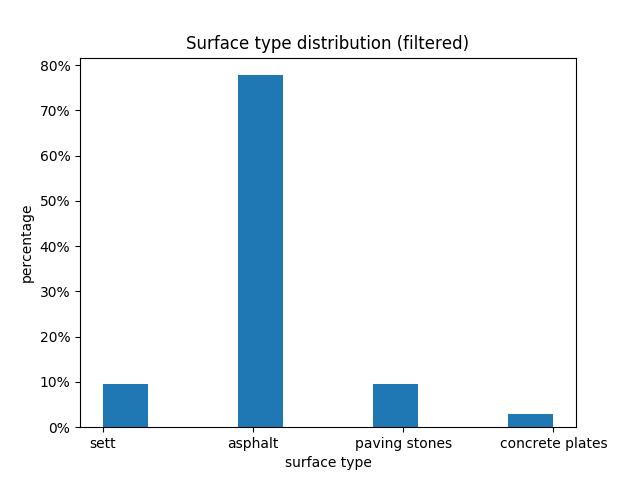 Surface type distribution (filtered)
80%
70%
60%
50%
40%
30%
20%
10%
0%
percentage
sett asphalt paving stones concrete plates
surface type